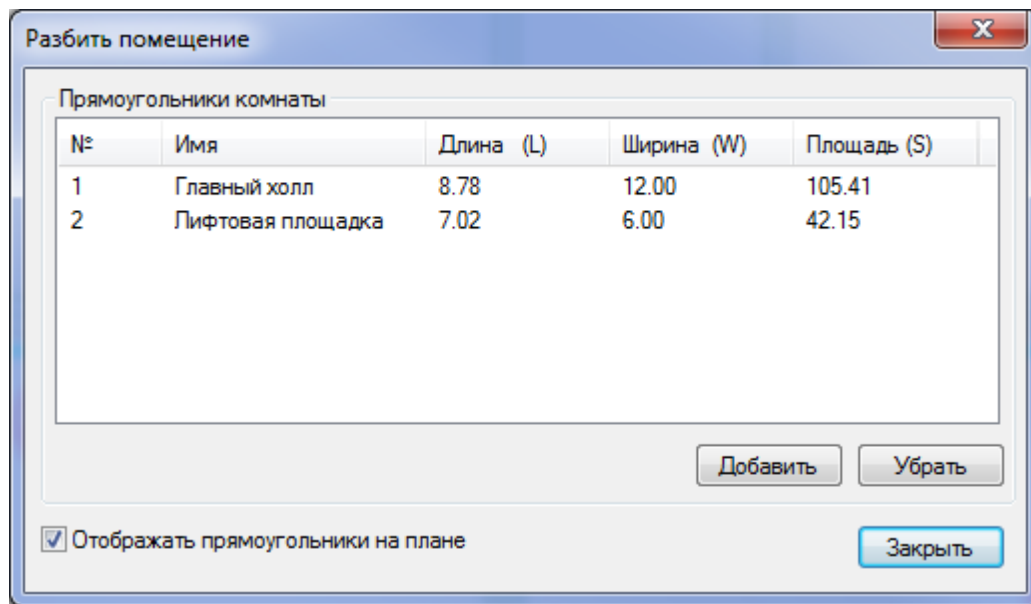 Разбить помещение
Прямоугольники комнаты
№ Имя Длина (L) Ширина (W) Площадь (S)
1 Главный холл 8.78 12.00 105.41
2 Лифтовая площадка 7.02 6.00 42.15
Добавить Убрать
Отображать прямоугольники на плане
Закрыть